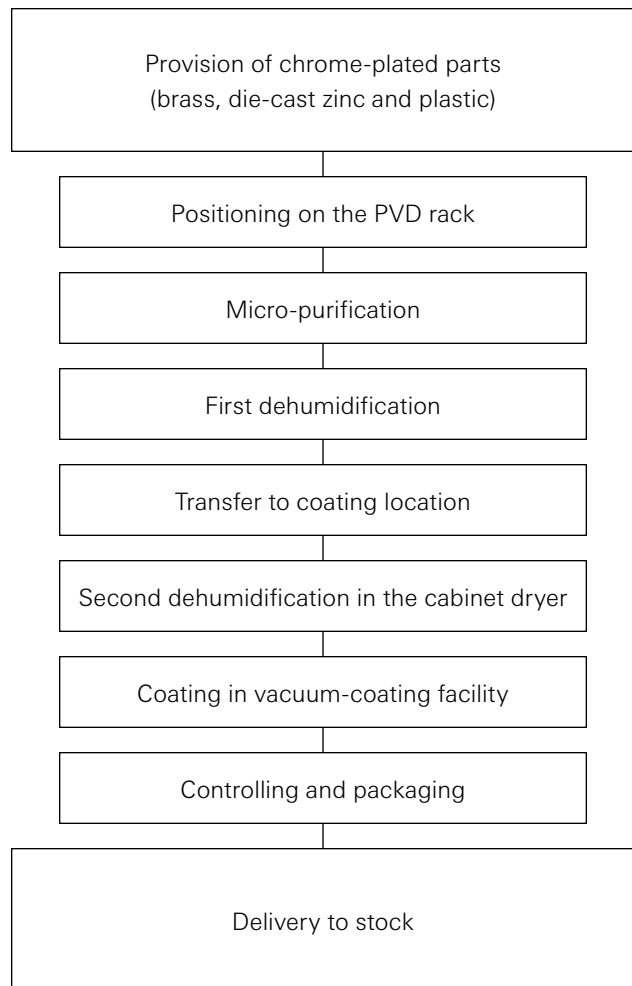 Provision of chrome-plated parts
(brass, die-cast zinc and plastic)
Positioning on the PVD rack
Micro-purification
First dehumidification
Transfer to coating location
Second dehumidification in the cabinet dryer
Coating in vacuum-coating facility
Controlling and packaging
Delivery to stock